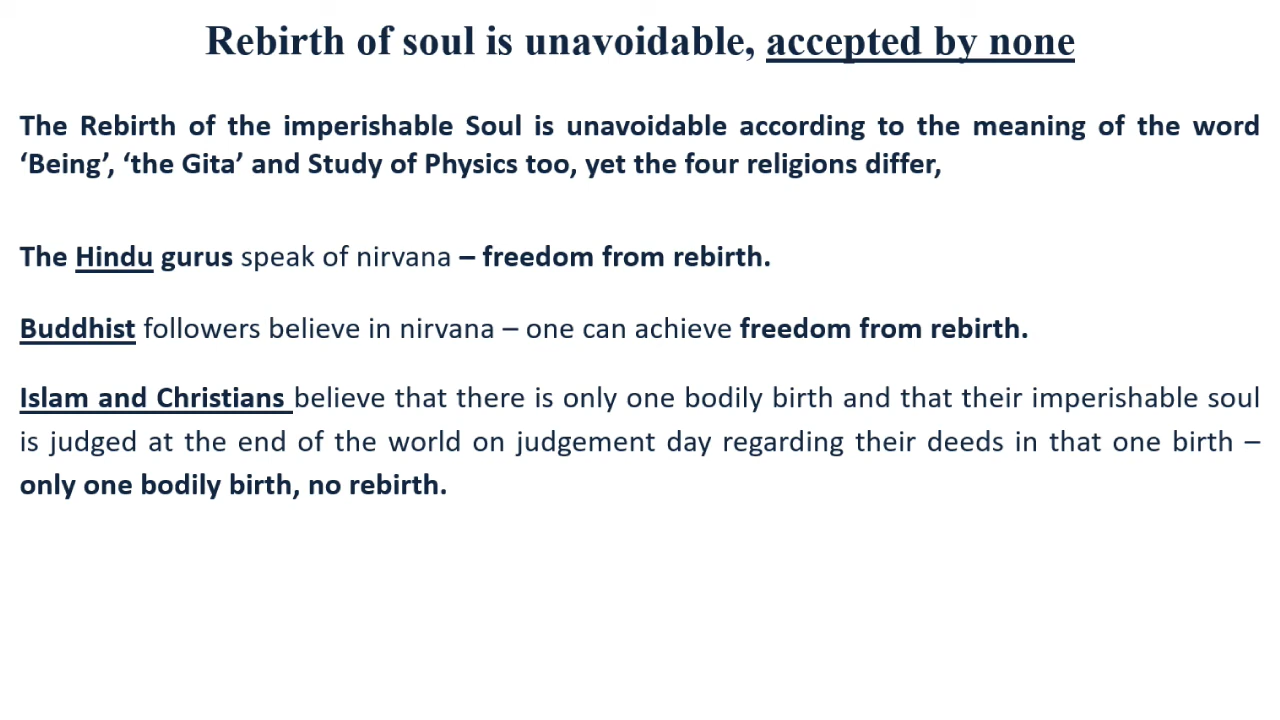 Rebirth of soul is unavoidable, accepted by none
The Rebirth of the imperishable Soul is unavoidable according to the meaning of the word
‘Being’, ‘the Gita’ and Study of Physics too, yet the four religions differ,
The Hindu gurus speak of nirvana – freedom from rebirth.
Buddhist followers believe in nirvana – one can achieve freedom from rebirth.
Islam and Christians believe that there is only one bodily birth and that their imperishable soul
is judged at the end of the world on judgement day regarding their deeds in that one birth –
only one bodily birth, no rebirth.